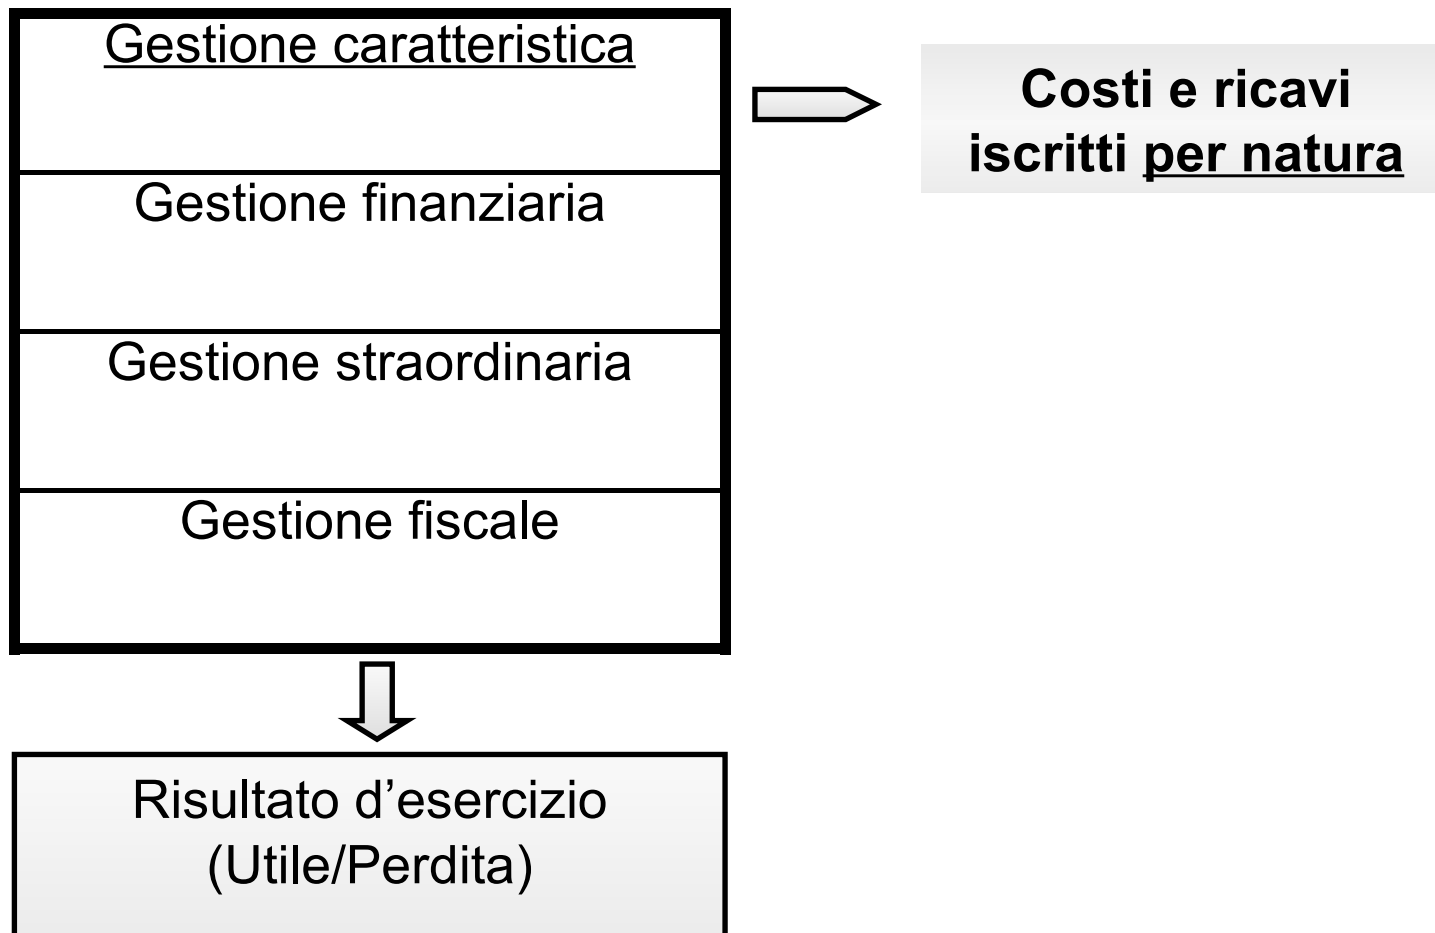 Gestione caratteristica
Costi e ricavi
iscritti per natura
Gestione finanziaria
Gestione straordinaria
Gestione fiscale
Risultato d’esercizio
(Utile/Perdita)